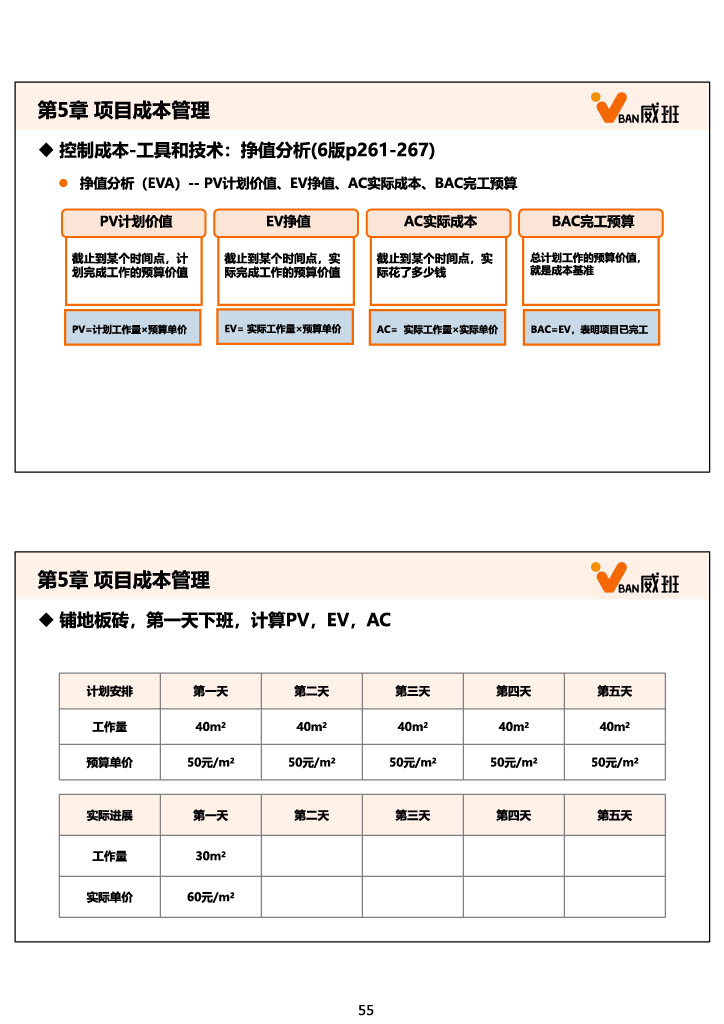 第5章 项目成本管理
VBAN威班
◆ 控制成本-工具和技术：挣值分析(6版p261-267)
● 挣值分析（EVA）-- PV计划价值、EV挣值、AC实际成本、BAC完工预算
PV计划价值 EV挣值 AC实际成本 BAC完工预算
截止到某个时间点，计
划完成工作的预算价值
截止到某个时间点，实
际完成工作的预算价值
截止到某个时间点，实
际花了多少钱
总计划工作的预算价值，
就是成本基准
PV=计划工作量×预算单价
EV= 实际工作量×预算单价
AC= 实际工作量×实际单价
BAC=EV，表明项目已完工
第5章 项目成本管理
VBAN威班
◆ 铺地板砖，第一天下班，计算PV，EV，AC
计划安排 第一天 第二天 第三天 第四天 第五天
工作量 40m² 40m² 40m² 40m² 40m²
预算单价 50元/m² 50元/m² 50元/m² 50元/m² 50元/m²
实际进展 第一天 第二天 第三天 第四天 第五天
工作量 30m²
实际单价 60元/m²
55